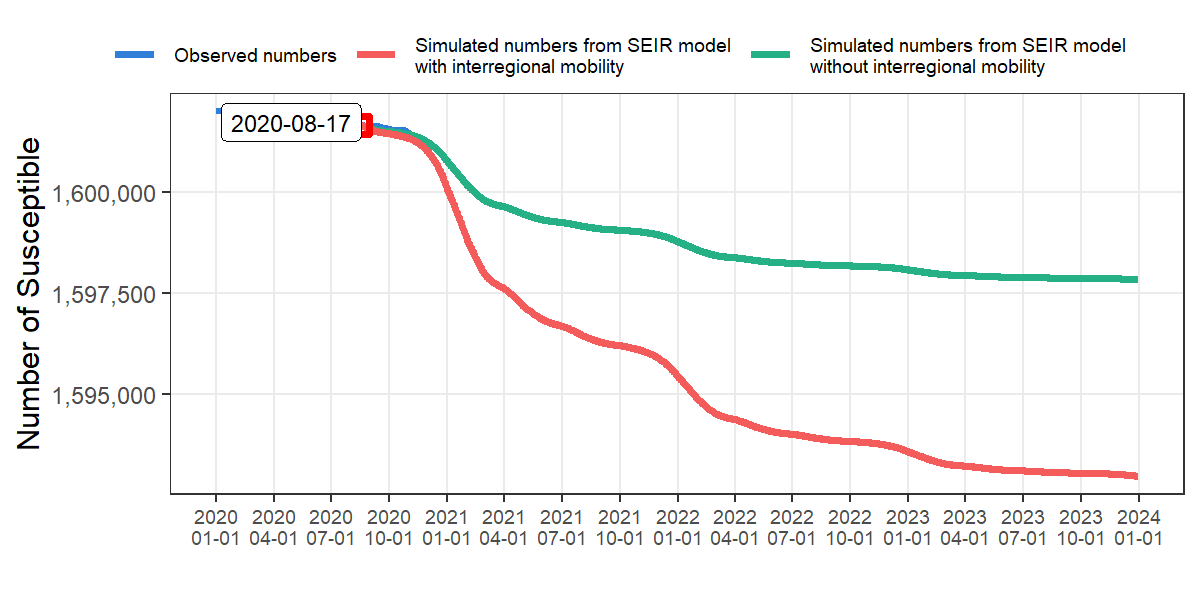 Observed numbers
Simulated numbers from SEIR model
with interregional mobility
Simulated numbers from SEIR model
without interregional mobility
2020-08-17
Number of Susceptible
1,600,000
1,597,500
1,595,000
2020 2020 2020 2020 2021 2021 2021 2021 2022 2022 2022 2022 2023 2023 2023 2023 2024
01-01 04-01 07-01 10-01 01-01 04-01 07-01 10-01 01-01 04-01 07-01 10-01 01-01 04-01 07-01 10-01 01-01